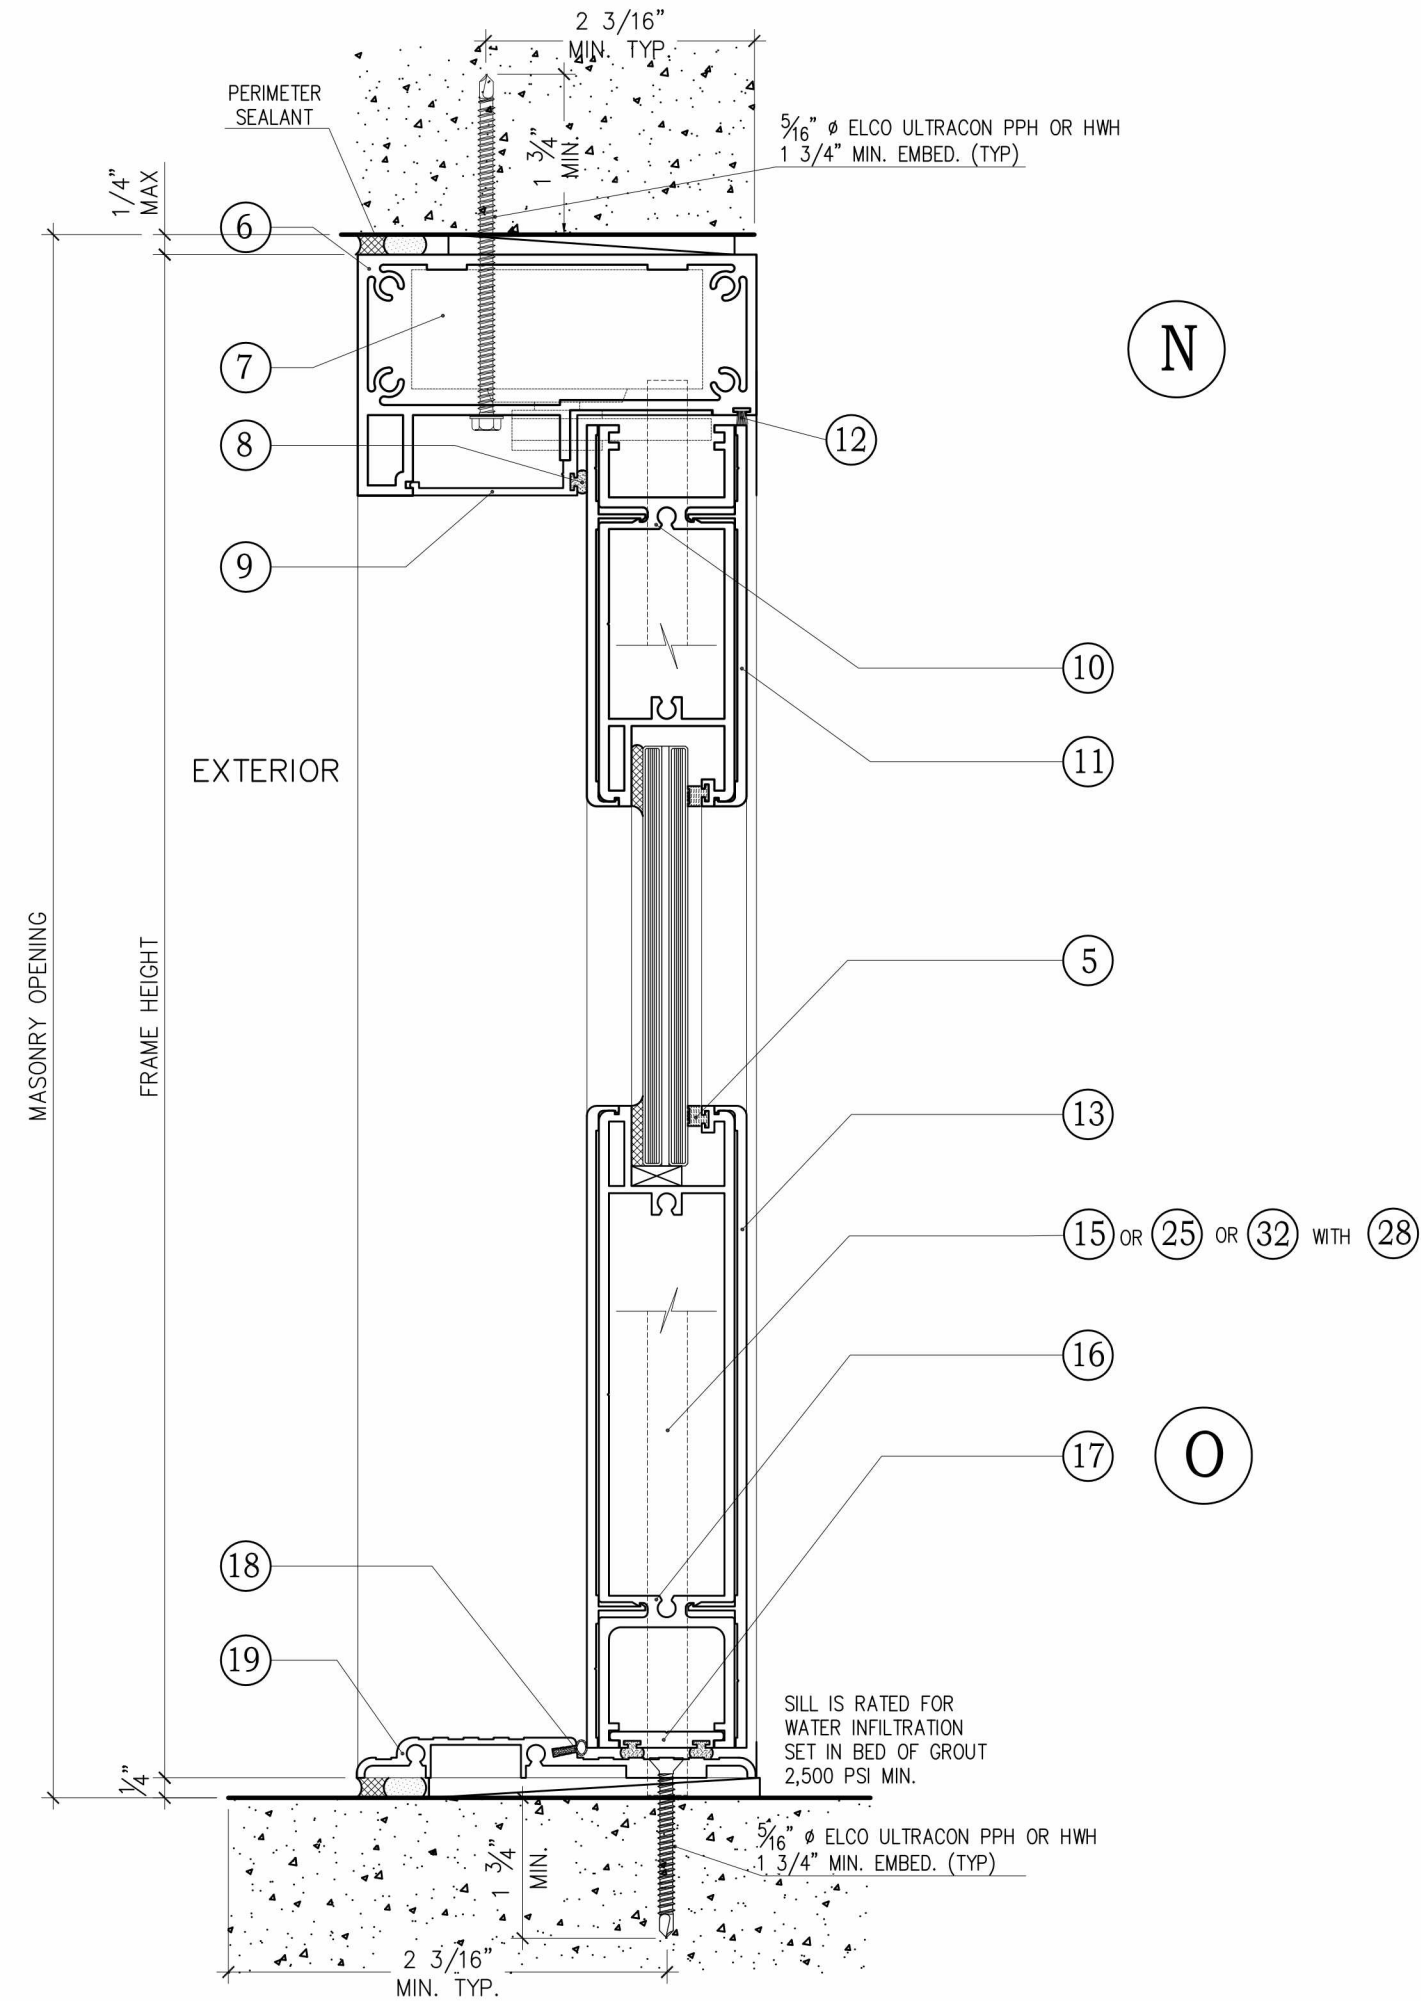 2 3/16"
MIN. TYP.
PERIMETER
SEALANT
1 3/4"
MIN.
5/16" ø ELCO ULTRACON PPH OR HWH
1 3/4" MIN. EMBED. (TYP)
1/4"
MAX
6
N
7
12
8
9
10
11
EXTERIOR
MASONRY OPENING
FRAME HEIGHT
5
13
15 OR 25 OR 32 WITH 28
16
17
O
18
19
SILL IS RATED FOR
WATER INFILTRATION
SET IN BED OF GROUT
2,500 PSI MIN.
1/4"
5/16" ø ELCO ULTRACON PPH OR HWH
1 3/4" MIN. EMBED. (TYP)
1 3/4"
MIN.
2 3/16"
MIN. TYP.